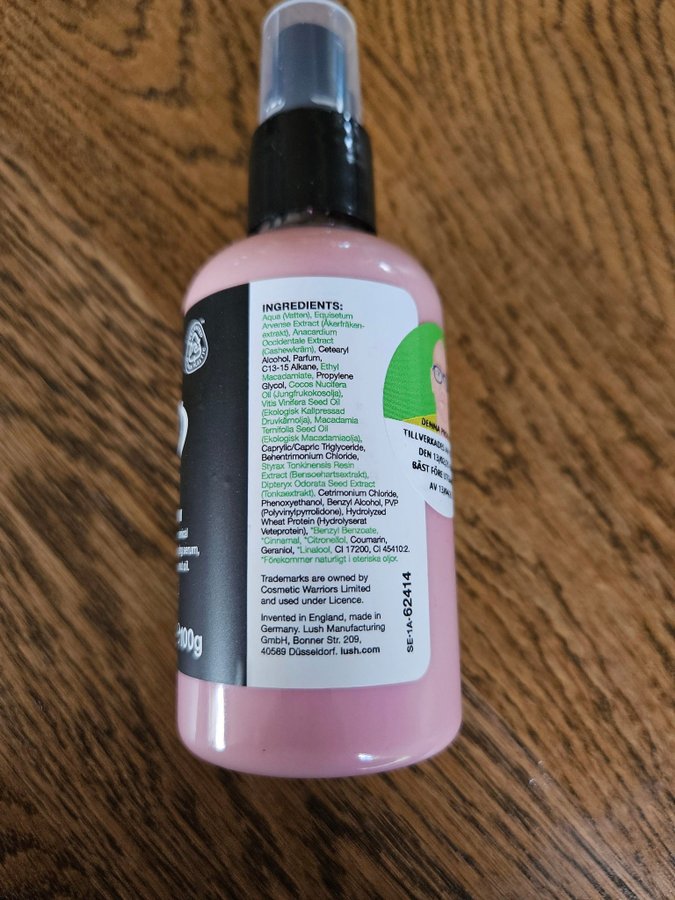 INGREDIENTS:
Aqua (Vatten), Equisetum
Arvense Extract (Åkerfräken-
extrakt), Anacardium
Occidentale Extract
(Cashewkräm), Cetearyl
Alcohol, Parfum,
C13-15 Alkane, Ethyl
Macadamiate, Propylene
Glycol, Cocos Nucifera
Oil (Jungfrukokosolja),
Vitis Vinifera Seed Oil
(Ekologisk Kallpressad
Druvkärnolja), Macadamia
Ternifolia Seed Oil
(Ekologisk Macadamiaolja),
Caprylic/Capric Triglyceride,
Behentrimonium Chloride,
Styrax Tonkinensis Resin
Extract (Bensoehartsextrakt),
Dipteryx Odorata Seed Extract
(Tonkaextrakt), Cetrimonium Chloride,
Phenoxyethanol, Benzyl Alcohol, PVP
(Polyvinylpyrrolidone), Hydrolyzed
Wheat Protein (Hydrolyserat
Veteprotein), *Benzyl Benzoate,
*Cinnamal, *Citronellol, Coumarin,
Geraniol, *Linalool, CI 17200, CI 45410:2.
*Förekommer naturligt i eteriska oljor.
Trademarks are owned by
Cosmetic Warriors Limited
and used under Licence.
Invented in England, made in
Germany. Lush Manufacturing
GmbH, Bonner Str. 209,
40589 Düsseldorf. lush.com
SE-1A-62414
DENNA
TILLVERKADES
DEN
BÄST FÖRE
AV
serum,
oil.
100g